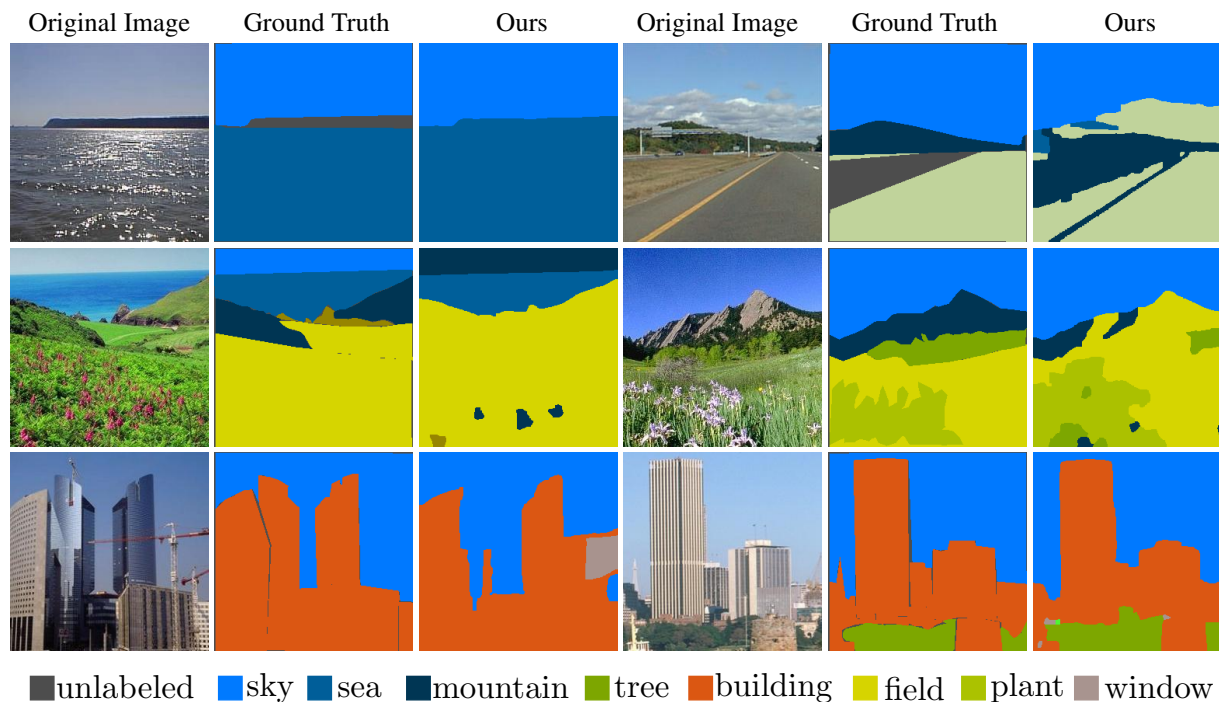 Original Image Ground Truth Ours Original Image Ground Truth Ours
unlabeled sky sea mountain tree building field plant window